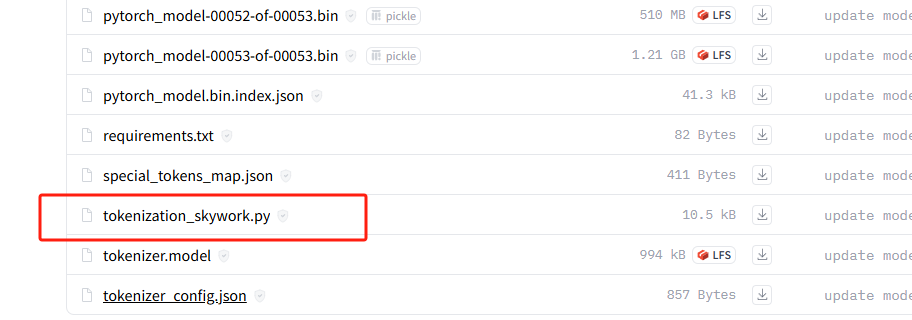 pytorch_model-00052-of-00053.bin pickle 510 MB LFS update mode
pytorch_model-00053-of-00053.bin pickle 1.21 GB LFS update mode
pytorch_model.bin.index.json 41.3 kB update mode
requirements.txt 82 Bytes update mode
special_tokens_map.json 411 Bytes update mode
tokenization_skywork.py 10.5 kB update mode
tokenizer.model 994 kB LFS update mode
tokenizer_config.json 857 Bytes update mode